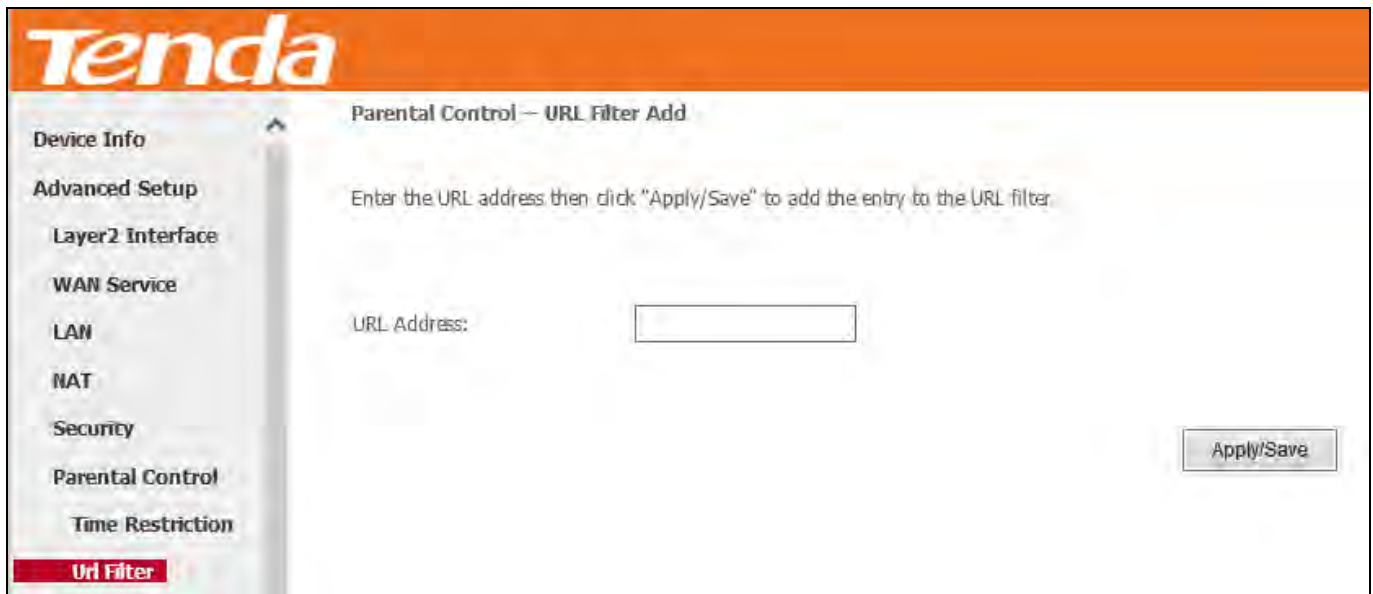 Tenda
Device Info
Advanced Setup
Layer2 Interface
WAN Service
LAN
NAT
Security
Parental Control
Time Restriction
Url Filter
Parental Control -- URL Filter Add
Enter the URL address then click "Apply/Save" to add the entry to the URL filter.
URL Address:
Apply/Save